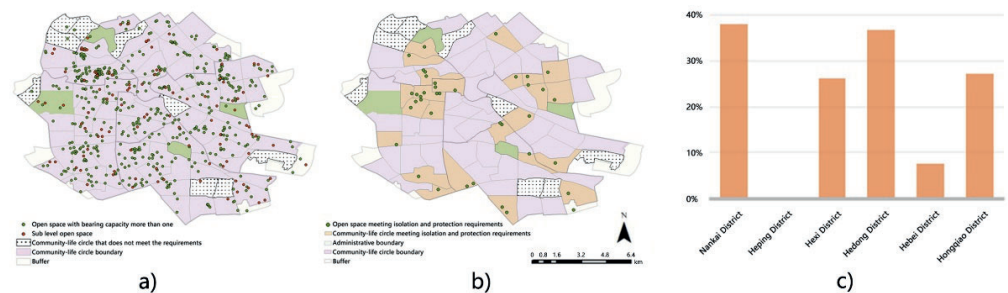 Open space with bearing capacity more than one
Sub level open space
Community-life circle that does not meet the requirements
Community-life circle boundary
Buffer
a)
Open space meeting isolation and protection requirements
Community-life circle meeting isolation and protection requirements
Administrative boundary
Community-life circle boundary
Buffer
N
0 0.8 1.6 3.2 4.8 6.4
km
b)
40%
30%
20%
10%
0%
Nankai District
Heping District
Hexi District
Hedong District
Hebei District
Hongqiao District
c)